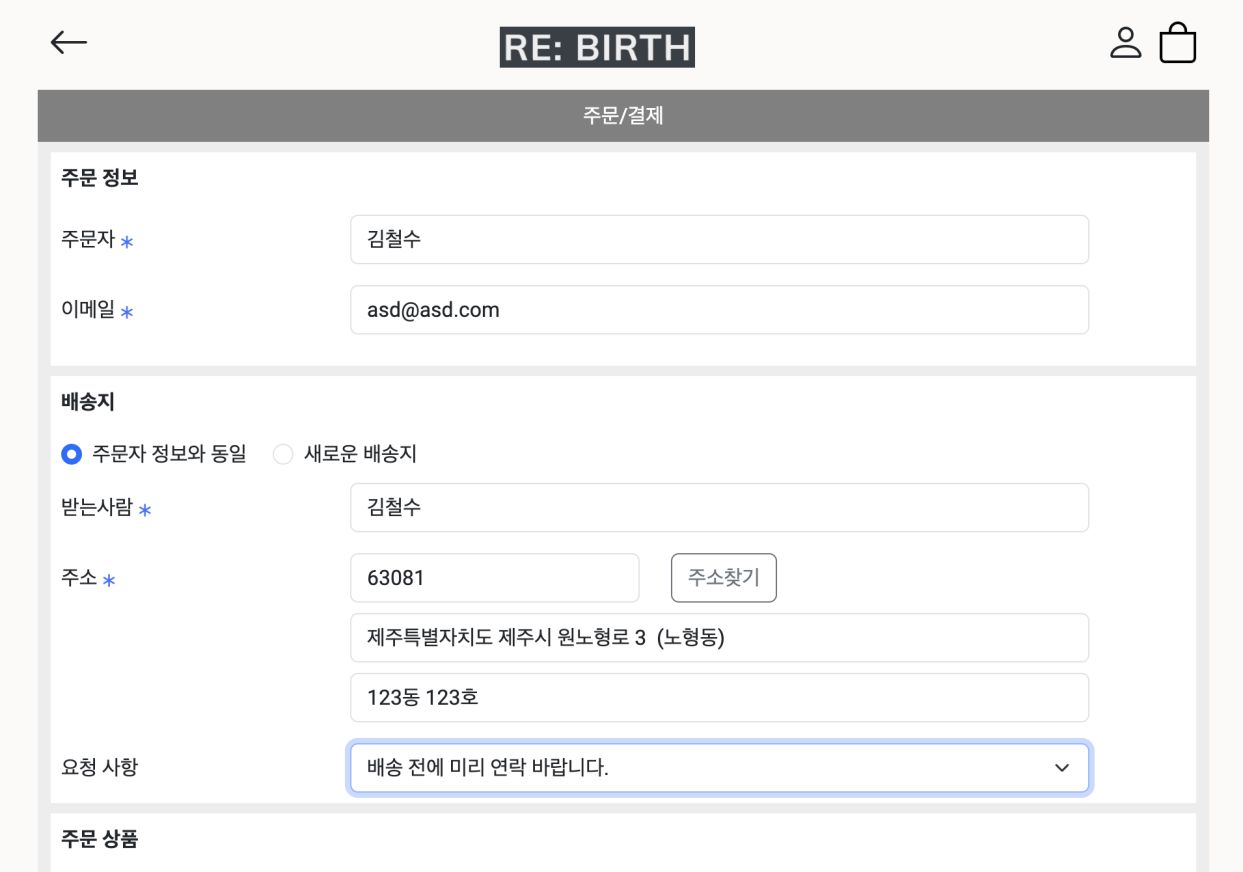 RE: BIRTH
주문/결제
주문 정보
주문자 *
김철수
이메일 *
asd@asd.com
배송지
주문자 정보와 동일 새로운 배송지
받는사람 *
김철수
주소 *
63081 주소찾기
제주특별자치도 제주시 원노형로 3 (노형동)
123동 123호
요청 사항
배송 전에 미리 연락 바랍니다.
주문 상품